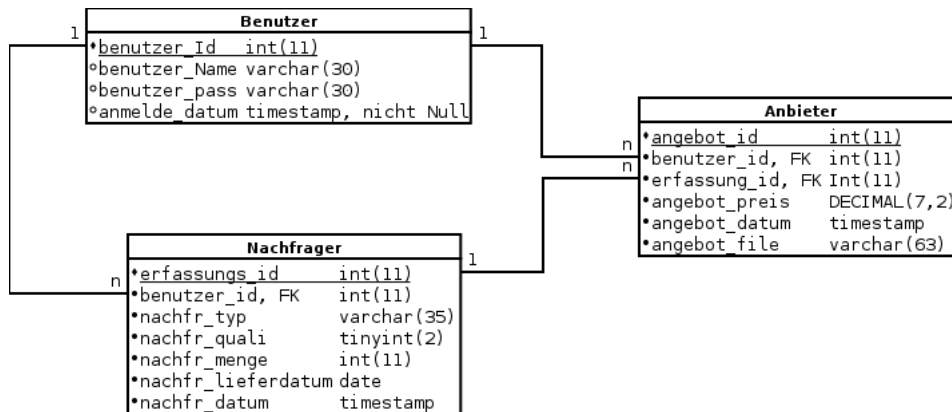 Benutzer
1
1
benutzer_Id int(11)
benutzer_Name varchar(30)
benutzer_pass varchar(30)
anmelde_datum timestamp, nicht Null
Anbieter
angebot_id int(11)
n
benutzer_id, FK int(11)
n
erfassung_id, FK Int(11)
angebot_preis DECIMAL(7,2)
angebot_datum timestamp
angebot_file varchar(63)
Nachfrager
1
erfassungs_id int(11)
n
benutzer_id, FK int(11)
nachfr_typ varchar(35)
nachfr_quali tinyint(2)
nachfr_menge int(11)
nachfr_lieferdatum date
nachfr_datum timestamp